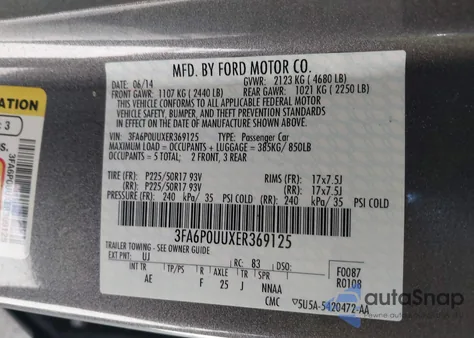 MFD. BY FORD MOTOR CO.
DATE: 06/14 GVWR: 2123 KG (4680 LB)
FRONT GAWR: 1107 KG (2440 LB) REAR GAWR: 1021 KG (2250 LB)
THIS VEHICLE CONFORMS TO ALL APPLICABLE FEDERAL MOTOR
VEHICLE SAFETY, BUMPER, AND THEFT PREVENTION STANDARDS
IN EFFECT ON THE DATE OF MANUFACTURE SHOWN ABOVE.
VIN: 3FA6P0UUXER369125 TYPE: Passenger Car
MAXIMUM LOAD = OCCUPANTS + LUGGAGE = 385KG/ 850LB
OCCUPANTS = 5 TOTAL 2 FRONT, 3 REAR
TIRE (FR): P225/50R17 93V RIMS (FR): 17x7.5J
(RR): P225/50R17 93V (RR): 17x7.5J
PRESSURE (FR): 240 kPa/ 35 PSI COLD (RR): 240 kPa/ 35 PSI COLD
3FA6P0UUXER369125
TRAILER TOWING - SEE OWNER GUIDE
EXT PNT: UJ RC: 83 DSO: F0087
INT TR TP/PS R AXLE TR SPR R0108
AE F 25 J NNAA
CMC 5U5A-5420472-AA
ATION
: 3
3FA6P0
autoSnap